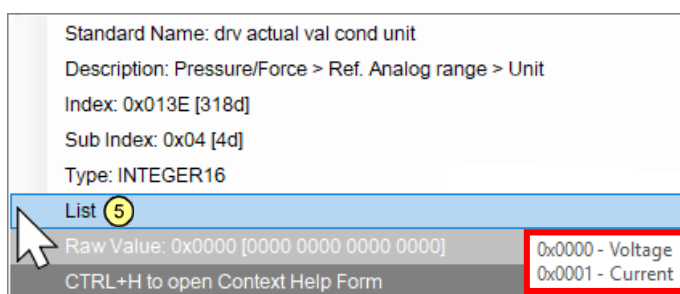 Standard Name: drv actual val cond unit
Description: Pressure/Force > Ref. Analog range > Unit
Index: 0x013E [318d]
Sub Index: 0x04 [4d]
Type: INTEGER16
List 5
Raw Value: 0x0000 [0000 0000 0000 0000]
0x0000 - Voltage
0x0001 - Current
CTRL+H to open Context Help Form